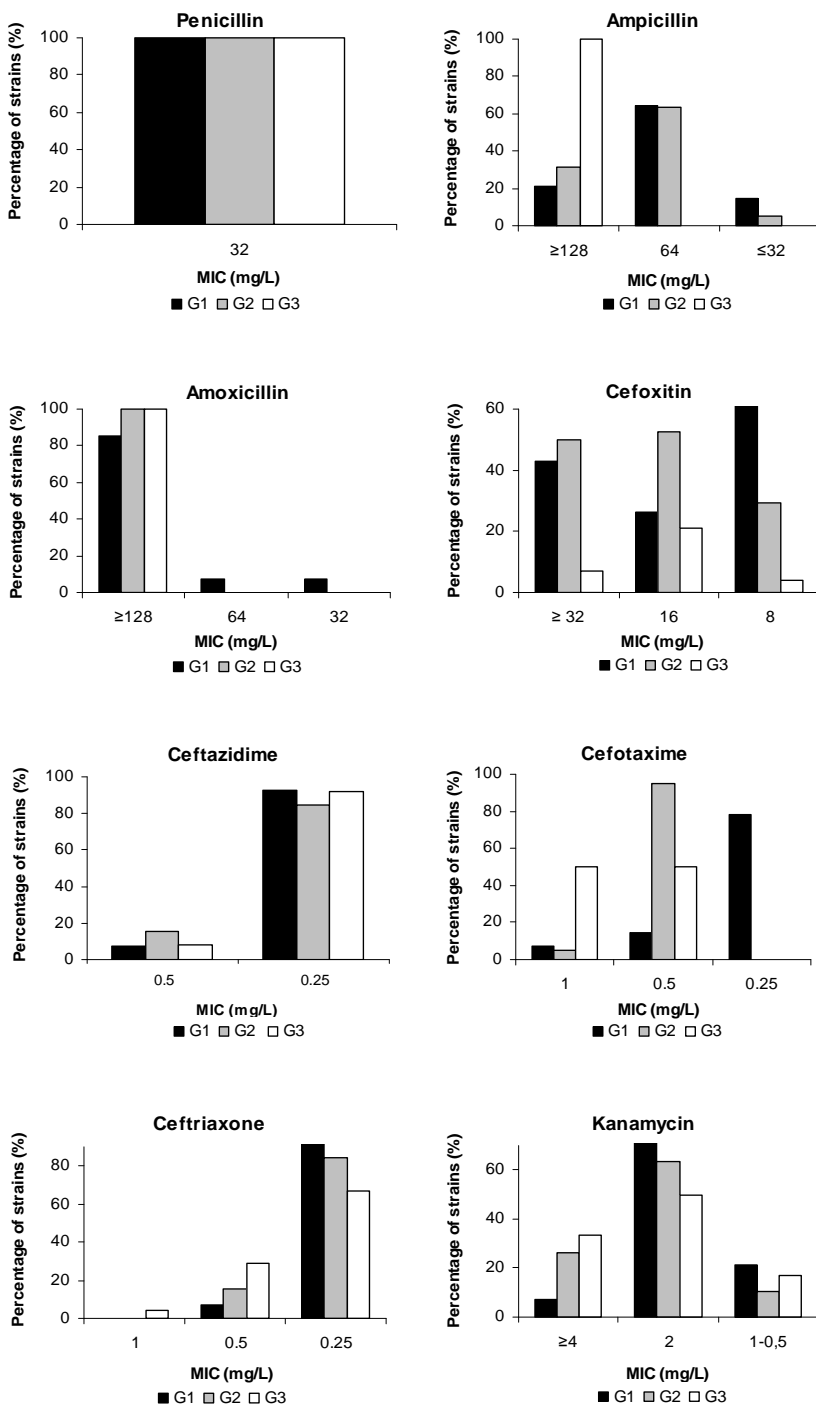 Penicillin
Percentage of strains (%)
100
80
60
40
20
0
32
MIC (mg/L)
G1 G2 G3
Ampicillin
Percentage of strains (%)
100
80
60
40
20
0
≥128 64 ≤32
MIC (mg/L)
G1 G2 G3
Amoxicillin
Percentage of strains (%)
100
80
60
40
20
0
≥128 64 32
MIC (mg/L)
G1 G2 G3
Cefoxitin
Percentage of strains (%)
60
40
20
0
≥ 32 16 8
MIC (mg/L)
G1 G2 G3
Ceftazidime
Percentage of strains (%)
100
80
60
40
20
0
0.5 0.25
MIC (mg/L)
G1 G2 G3
Cefotaxime
Percentage of strains (%)
100
80
60
40
20
0
1 0.5 0.25
MIC (mg/L)
G1 G2 G3
Ceftriaxone
Percentage of strains (%)
80
60
40
20
0
1 0.5 0.25
MIC (mg/L)
G1 G2 G3
Kanamycin
Percentage of strains (%)
60
40
20
0
≥4 2 1-0,5
MIC (mg/L)
G1 G2 G3